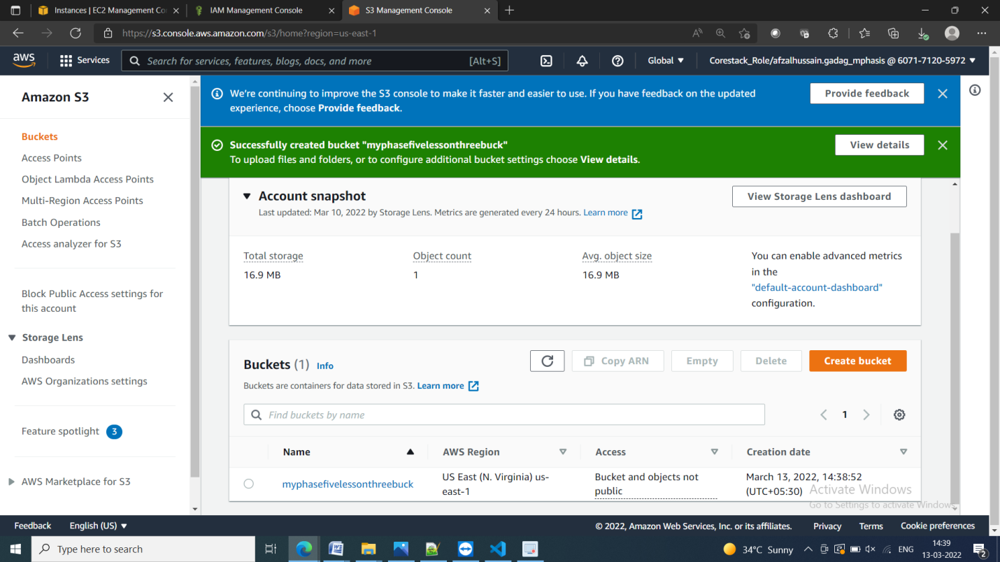 Instances | EC2 Management Co
IAM Management Console
S3 Management Console
https://s3.console.aws.amazon.com/s3/home?region=us-east-1
aws
Services
Search for services, features, blogs, docs, and more
[Alt+S]
Global
Corestack_Role/afzalhussain.gadag_mphasis @ 6071-7120-5972
Amazon S3
Buckets
Access Points
Object Lambda Access Points
Multi-Region Access Points
Batch Operations
Access analyzer for S3
Block Public Access settings for
this account
Storage Lens
Dashboards
AWS Organizations settings
Feature spotlight 3
AWS Marketplace for S3
We're continuing to improve the S3 console to make it faster and easier to use. If you have feedback on the updated
experience, choose Provide feedback.
Provide feedback
Successfully created bucket "myphasefivelessonthreebuck"
To upload files and folders, or to configure additional bucket settings choose View details.
View details
Account snapshot
Last updated: Mar 10, 2022 by Storage Lens. Metrics are generated every 24 hours. Learn more
View Storage Lens dashboard
Total storage
16.9 MB
Object count
1
Avg. object size
16.9 MB
You can enable advanced metrics
in the
"default-account-dashboard"
configuration.
Buckets (1) Info
Buckets are containers for data stored in S3. Learn more
Copy ARN
Empty
Delete
Create bucket
Find buckets by name
1
Name
AWS Region
Access
Creation date
myphasefivelessonthreebuck
US East (N. Virginia) us-
east-1
Bucket and objects not
public
March 13, 2022, 14:38:52
(UTC+05:30)
Activate Windows
Go to Settings to activate Windows.
Feedback
English (US)
© 2022, Amazon Web Services, Inc. or its affiliates.
Privacy
Terms
Cookie preferences
Type here to search
34°C Sunny
ENG
14:39
13-03-2022
2